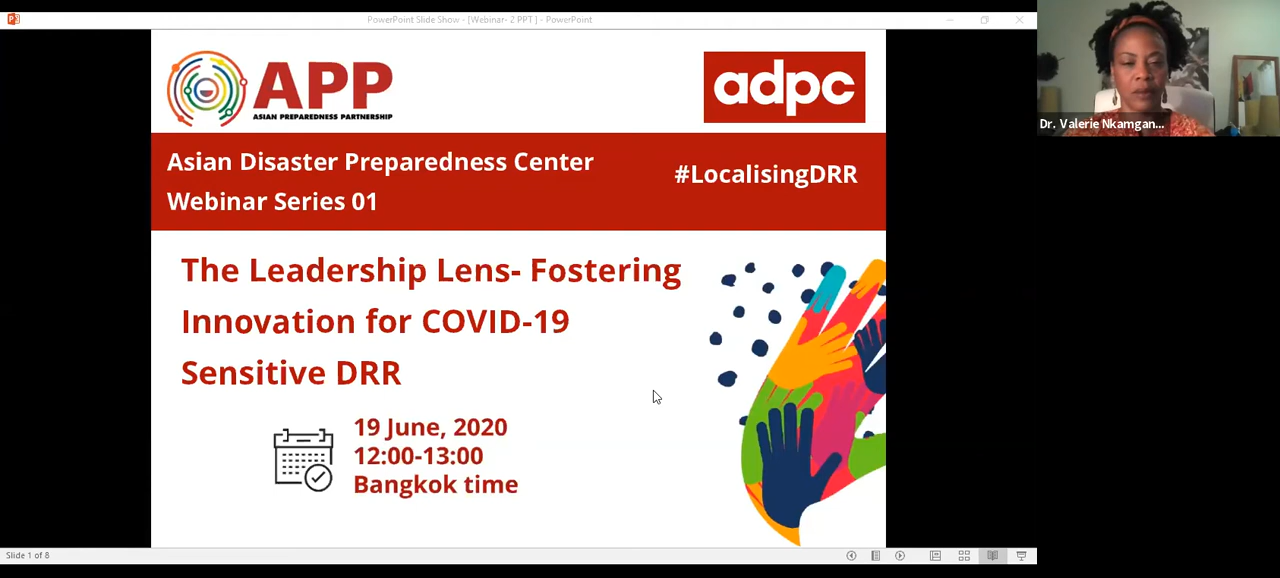 PowerPoint Slide Show - [Webinar- 2 PPT ] - PowerPoint
APP
ASIAN PREPAREDNESS PARTNERSHIP
adpc
Asian Disaster Preparedness Center
Webinar Series 01
#LocalisingDRR
The Leadership Lens- Fostering
Innovation for COVID-19
Sensitive DRR
19 June, 2020
12:00-13:00
Bangkok time
Slide 1 of 8
Dr. Valerie Nkamgan...